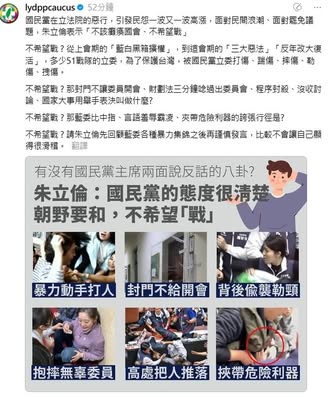 lydppcaucus 52分鐘
國民黨在立法院的惡行，引發民怨一波又一波高漲，面對民間浪潮、面對罷免議
題，朱立倫表示「不該癱瘓國會、不希望戰」
不希望戰？從上會期的「藍白黑箱擴權」，到這會期的「三大惡法」「反年改大復
活」，多少51戰隊的立委，為了保護台灣，被國民黨立委打傷、踹傷、摔傷、勒
傷、拽傷。
不希望戰？那封門不讓委員開會、財劃法三分鐘唸過出委員會、程序封殺、沒收討
論、國家大事用舉手表決叫做什麼？
不希望戰？那藍委比中指、言語羞辱霸凌、夾帶危險利器的誇張行徑是?
不希望戰？請朱立倫先回顧藍委各種暴力集錦之後再謹慎發言，比較不會讓自己顯
得很滑稽。 翻譯
有沒有國民黨主席兩面說反話的八卦？
朱立倫：國民黨的態度很清楚
朝野要和，不希望「戰」
暴力動手打人
封門不給開會
背後偷襲勒頸
抱摔無辜委員
高處把人推落
挾帶危險利器